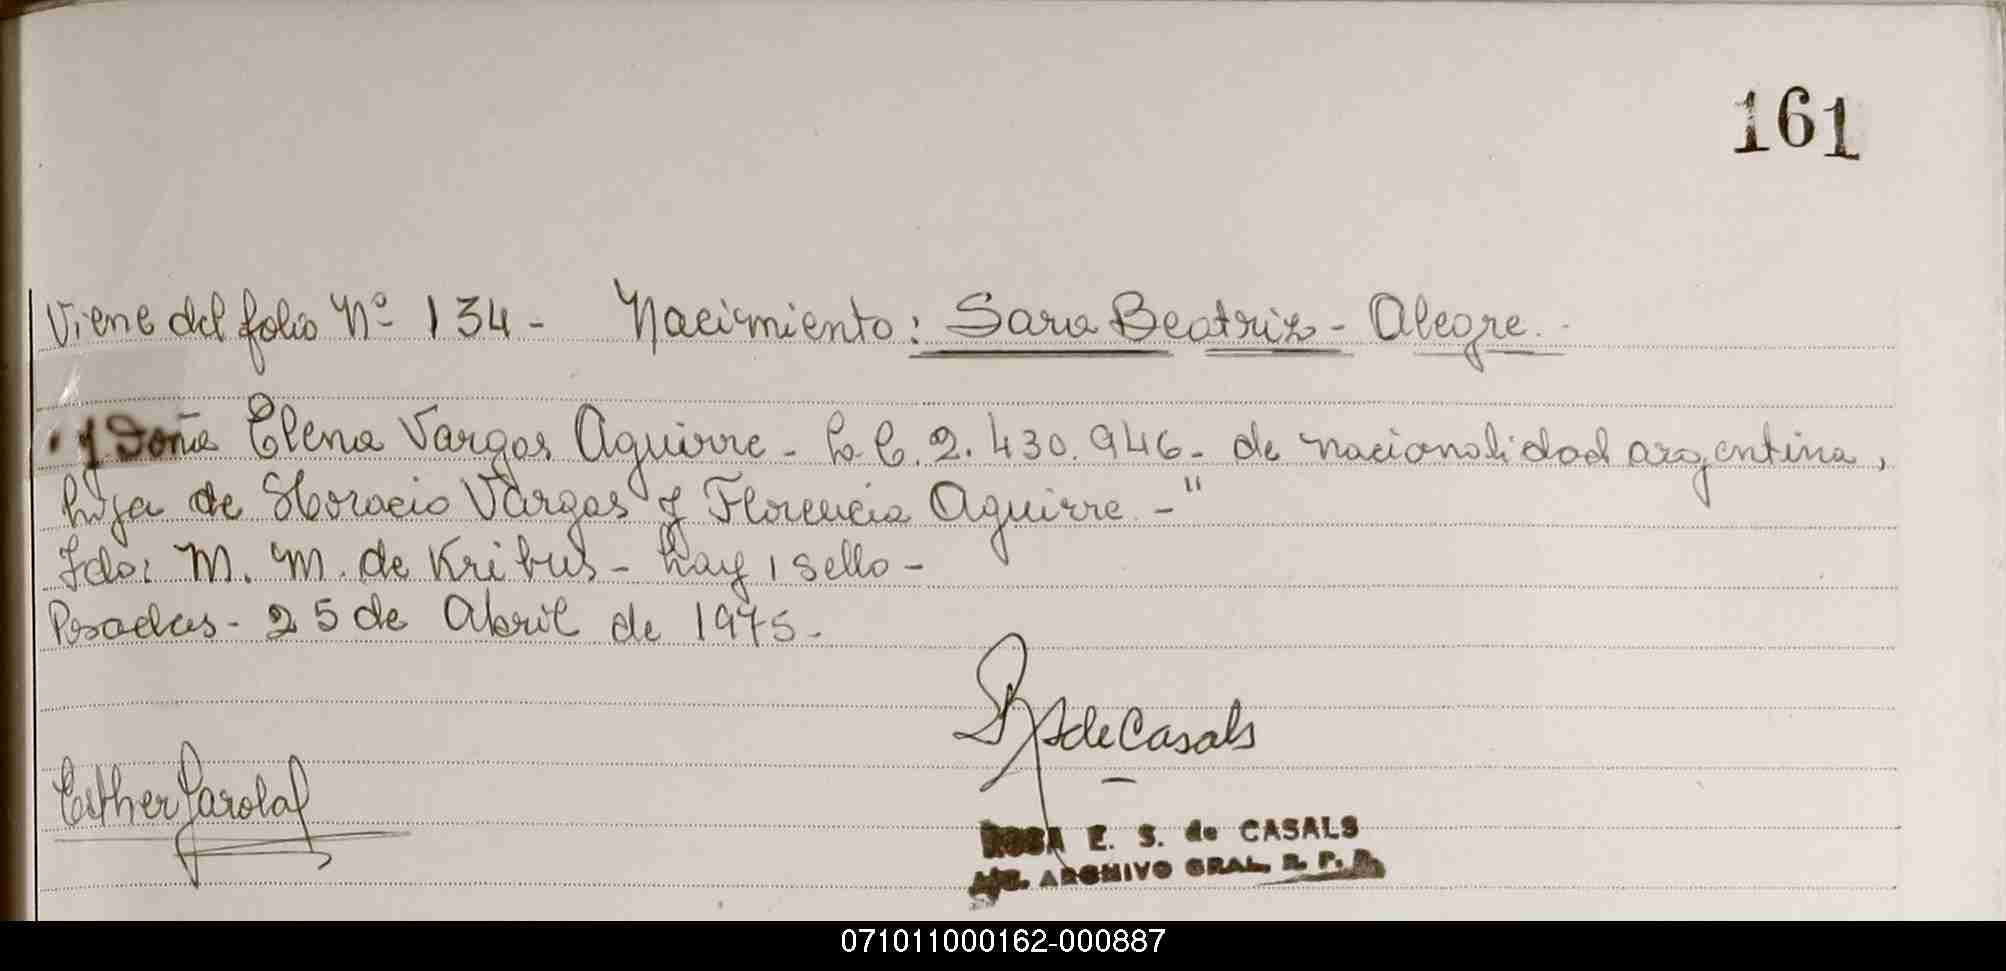 161
Viene del folio Nº 134 - Nacimiento: Sara Beatriz - Alegre.
y Doña Elena Vargas Aguirre - L. C. 2.430.946 - de nacionalidad argentina,
hija de Horacio Vargas y Florencia Aguirre. - "
Fdo: M. M. de Kribus - hay 1 sello -
Posadas - 25 de Abril de 1975 -
de Casals
Esther
ROSA E. S. de CASALS
ARCHIVO GRAL. R. P. P.
071011000162-000887